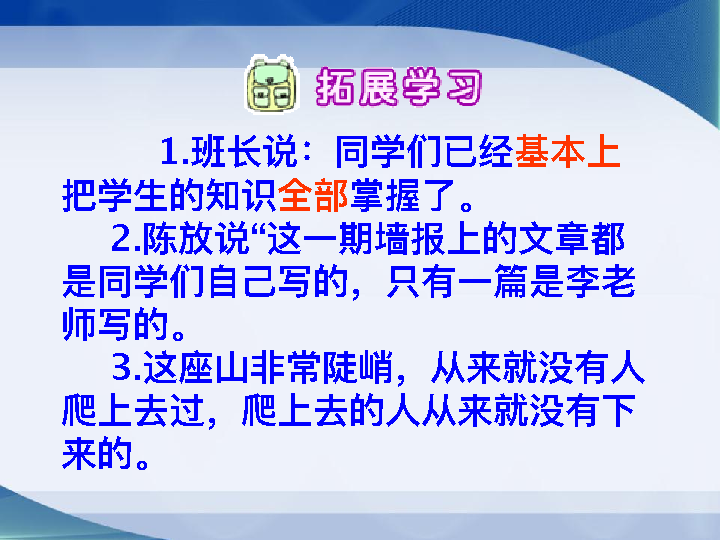 拓展学习
1.班长说：同学们已经基本上
把学生的知识全部掌握了。
2.陈放说“这一期墙报上的文章都
是同学们自己写的，只有一篇是李老
师写的。
3.这座山非常陡峭，从来就没有人
爬上去过，爬上去的人从来就没有下
来的。